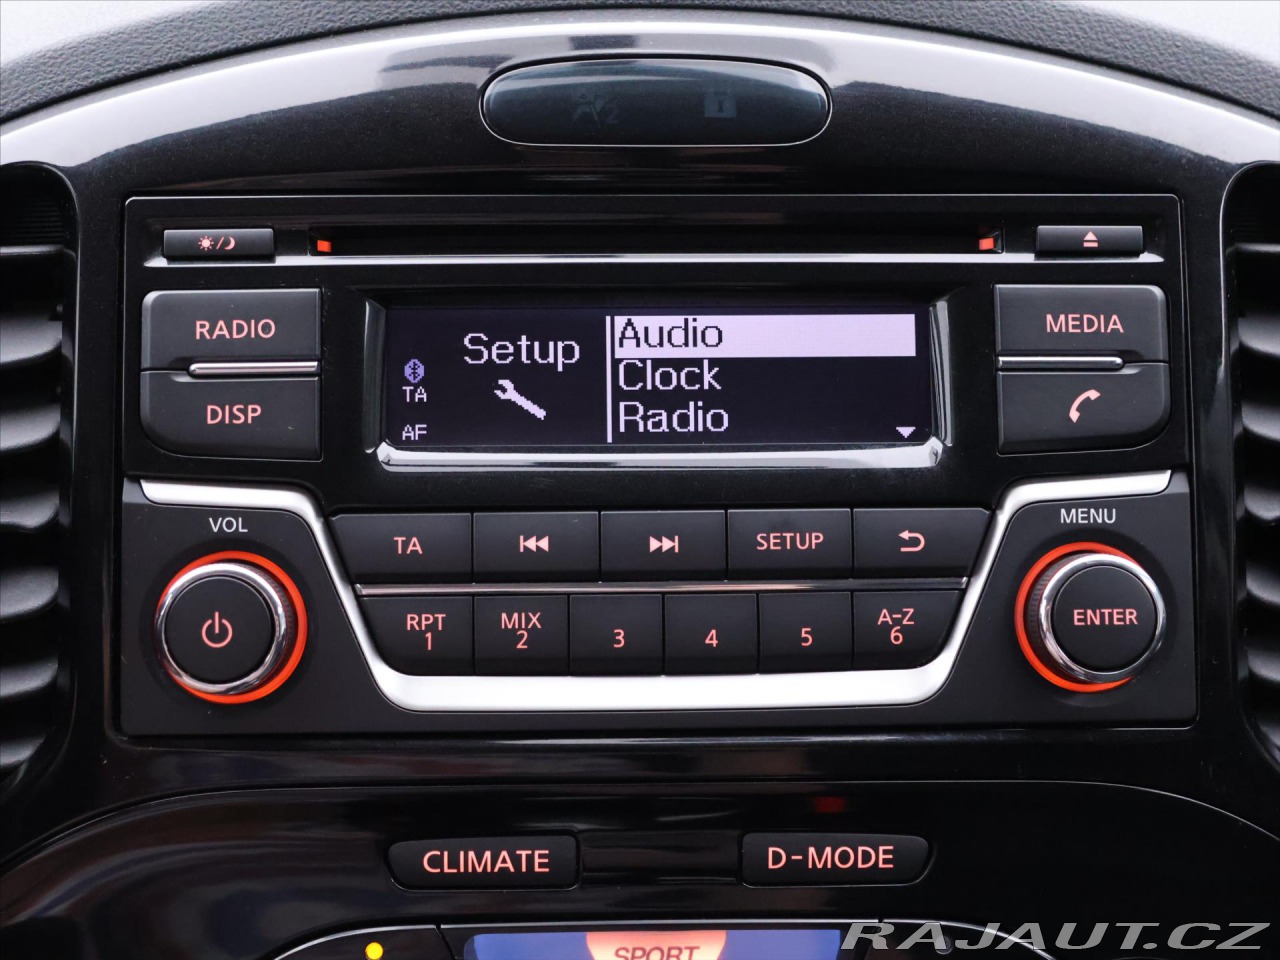 RADIO
DISP
MEDIA
Setup
TA
AF
Audio
Clock
Radio
VOL
MENU
TA
SETUP
RPT
1
MIX
2
3
4
5
A-Z
6
ENTER
CLIMATE
D-MODE
SPORT
RAJAUT.CZ